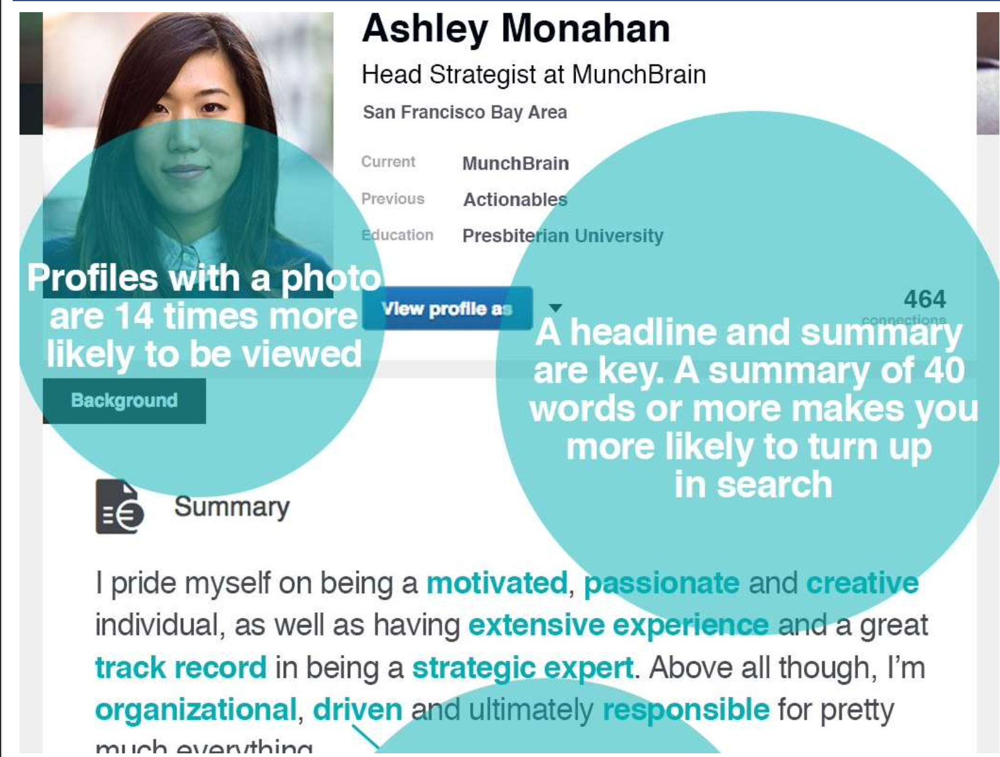 Ashley Monahan
Head Strategist at MunchBrain
San Francisco Bay Area
Current MunchBrain
Previous Actionables
Education Presbiterian University
View profile as
464
connections
Profiles with a photo
are 14 times more
likely to be viewed
A headline and summary
are key. A summary of 40
words or more makes you
more likely to turn up
in search
Background
Summary
I pride myself on being a motivated, passionate and creative
individual, as well as having extensive experience and a great
track record in being a strategic expert. Above all though, I'm
organizational, driven and ultimately responsible for pretty
much everything